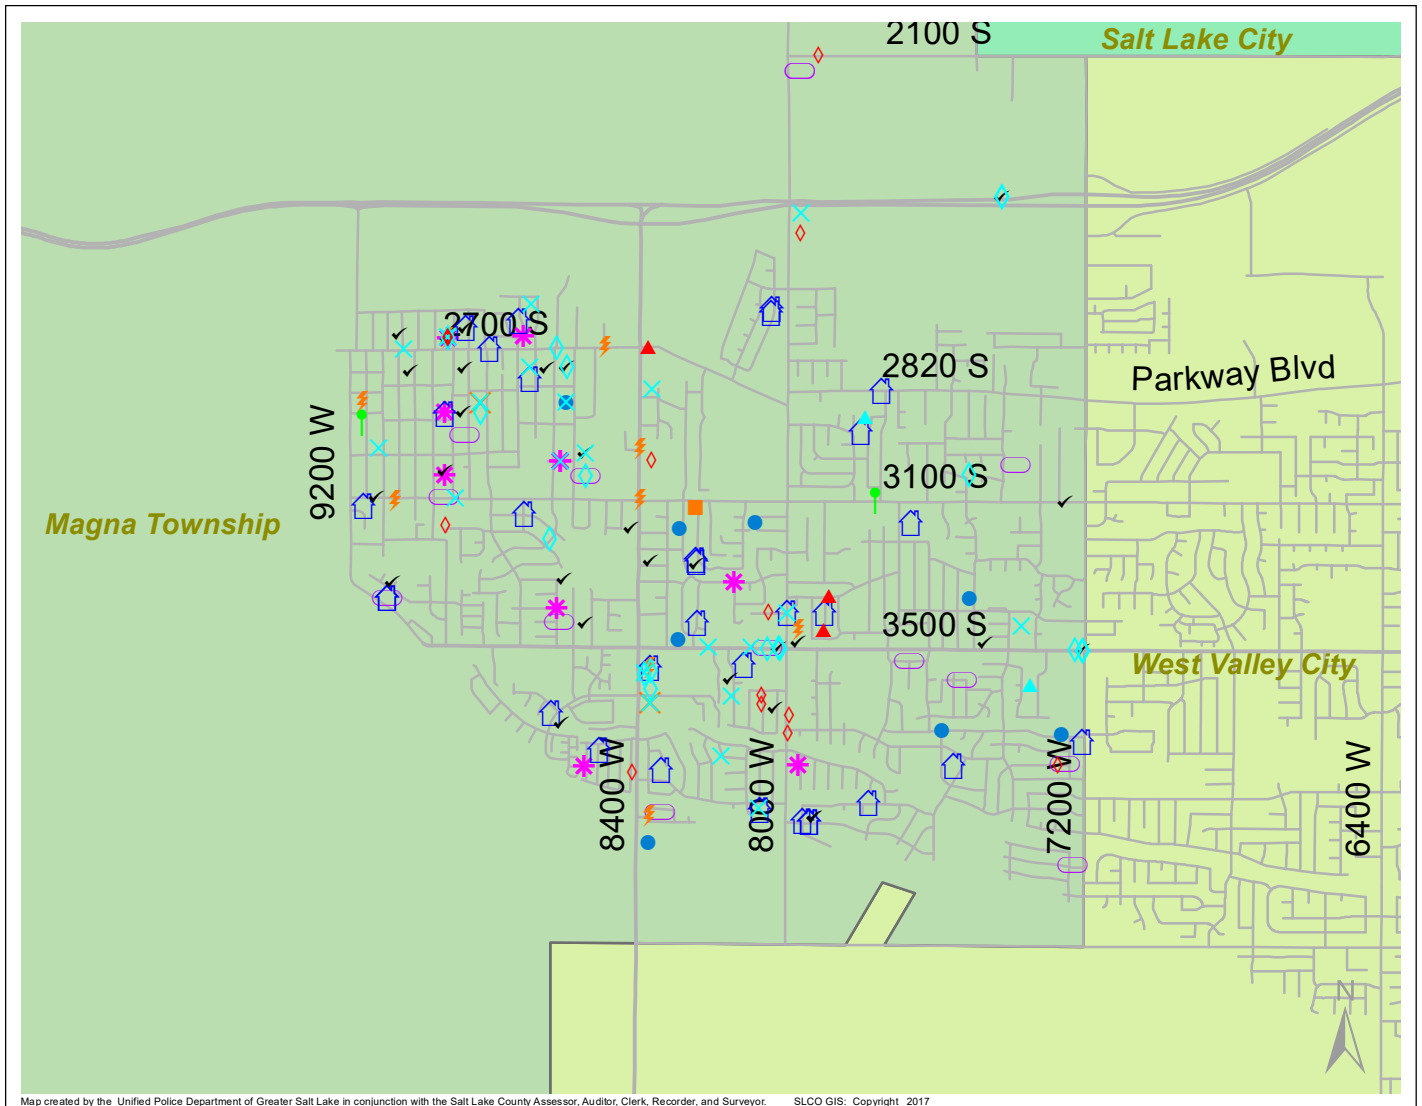 2100 S
Salt Lake City
2700 S
2820 S
Parkway Blvd
9200 W
3100 S
Magna Township
3500 S
West Valley City
8400 W
8000 W
7200 W
6400 W
N
Map created by the Unified Police Department of Greater Salt Lake in conjunction with the Salt Lake County Assessor, Auditor, Clerk, Recorder, and Surveyor. SLCO GIS: Copyright 2017